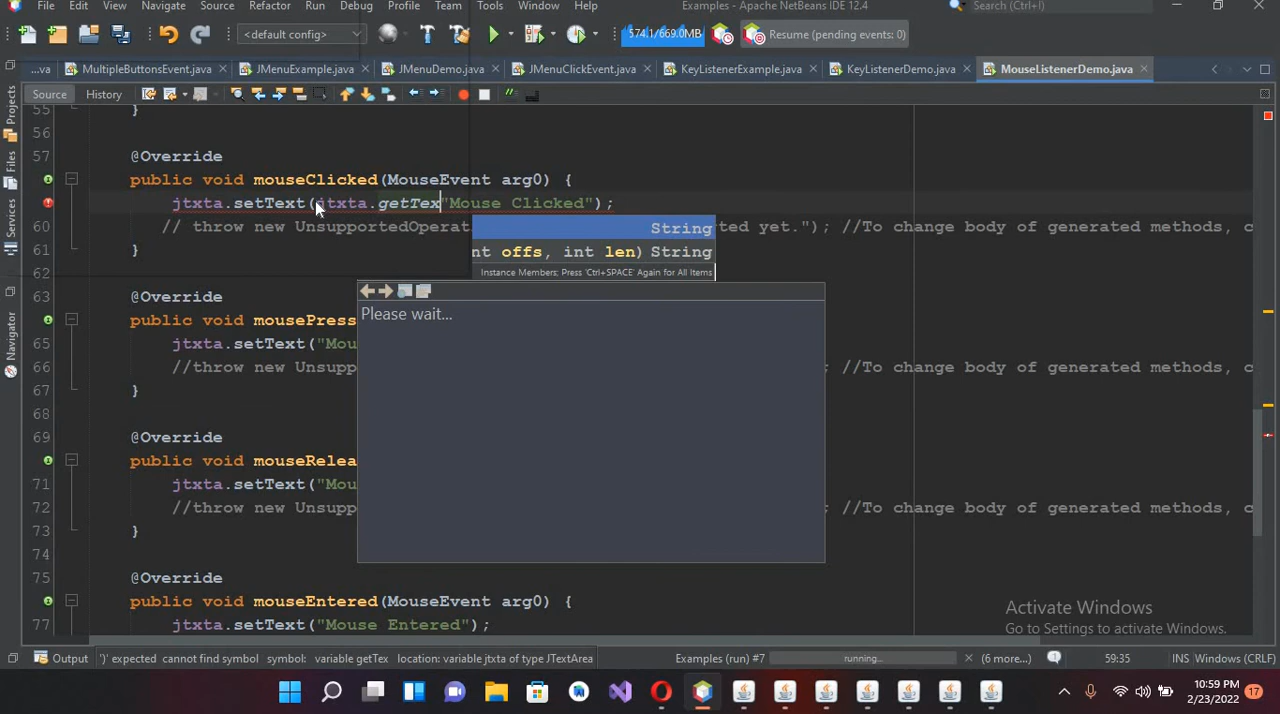 File Edit View Navigate Source Refactor Run Debug Profile Team Tools Window Help Examples - Apache NetBeans IDE 12.4 Search (Ctrl+I)
<default config> 574.1/669.0MB Resume (pending events: 0)
...va MultipleButtonsEvent.java JMenuExample.java JMenuDemo.java JMenuClickEvent.java KeyListenerExample.java KeyListenerDemo.java MouseListenerDemo.java
Source History
55 }
56
57 @Override
public void mouseClicked(MouseEvent arg0) {
jtxta.setText(jtxta.getTex"Mouse Clicked");
60 // throw new UnsupportedOperat ted yet."); //To change body of generated methods, c
61 }
String
nt offs, int len) String
Instance Members; Press 'Ctrl+SPACE' Again for All Items
62
63 @Override
public void mousePress
65 jtxta.setText("Mou
66 //throw new Unsupp ; //To change body of generated methods, c
67 }
68
69 @Override
public void mouseRelea
71 jtxta.setText("Mou
72 //throw new Unsupp ; //To change body of generated methods, c
73 }
74
75 @Override
public void mouseEntered(MouseEvent arg0) {
77 jtxta.setText("Mouse Entered");
Please wait...
Projects
Files
Services
Navigator
Activate Windows
Go to Settings to activate Windows.
Output ')' expected cannot find symbol symbol: variable getTex location: variable jtxta of type JTextArea Examples (run) #7 running... (6 more...) 59:35 INS Windows (CRLF)
10:59 PM
2/23/2022
17